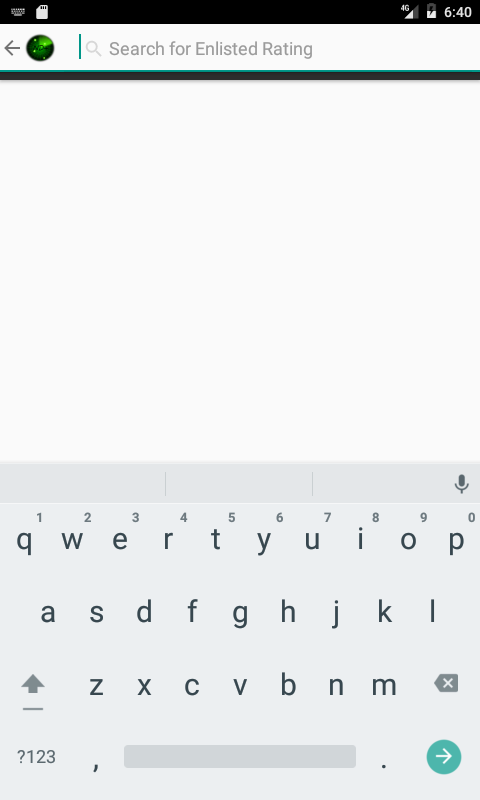 4G 6:40
Search for Enlisted Rating
1 2 3 4 5 6 7 8 9 0
q w e r t y u i o p
a s d f g h j k l
z x c v b n m
?123 , .